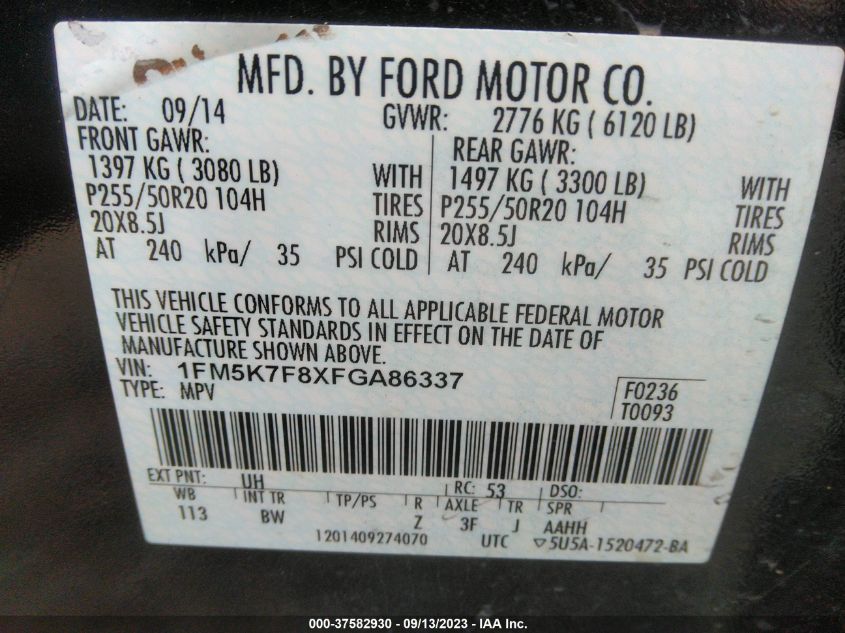 MFD. BY FORD MOTOR CO.
DATE: 09/14 GVWR: 2776 KG ( 6120 LB)
FRONT GAWR: REAR GAWR:
1397 KG ( 3080 LB) WITH 1497 KG ( 3300 LB) WITH
P255/50R20 104H TIRES P255/50R20 104H TIRES
20X8.5J RIMS 20X8.5J RIMS
AT 240 kPa/ 35 PSI COLD AT 240 kPa/ 35 PSI COLD
THIS VEHICLE CONFORMS TO ALL APPLICABLE FEDERAL MOTOR
VEHICLE SAFETY STANDARDS IN EFFECT ON THE DATE OF
MANUFACTURE SHOWN ABOVE.
VIN: 1FM5K7F8XFGA86337
TYPE: MPV F0236
T0093
EXT PNT: UH RC: 53 DSO:
WB INT TR TP/PS R AXLE TR SPR
113 BW Z 3F J AAHH
1201409274070 UTC ▽5U5A-1520472-BA
000-37582930 - 09/13/2023 - IAA Inc.